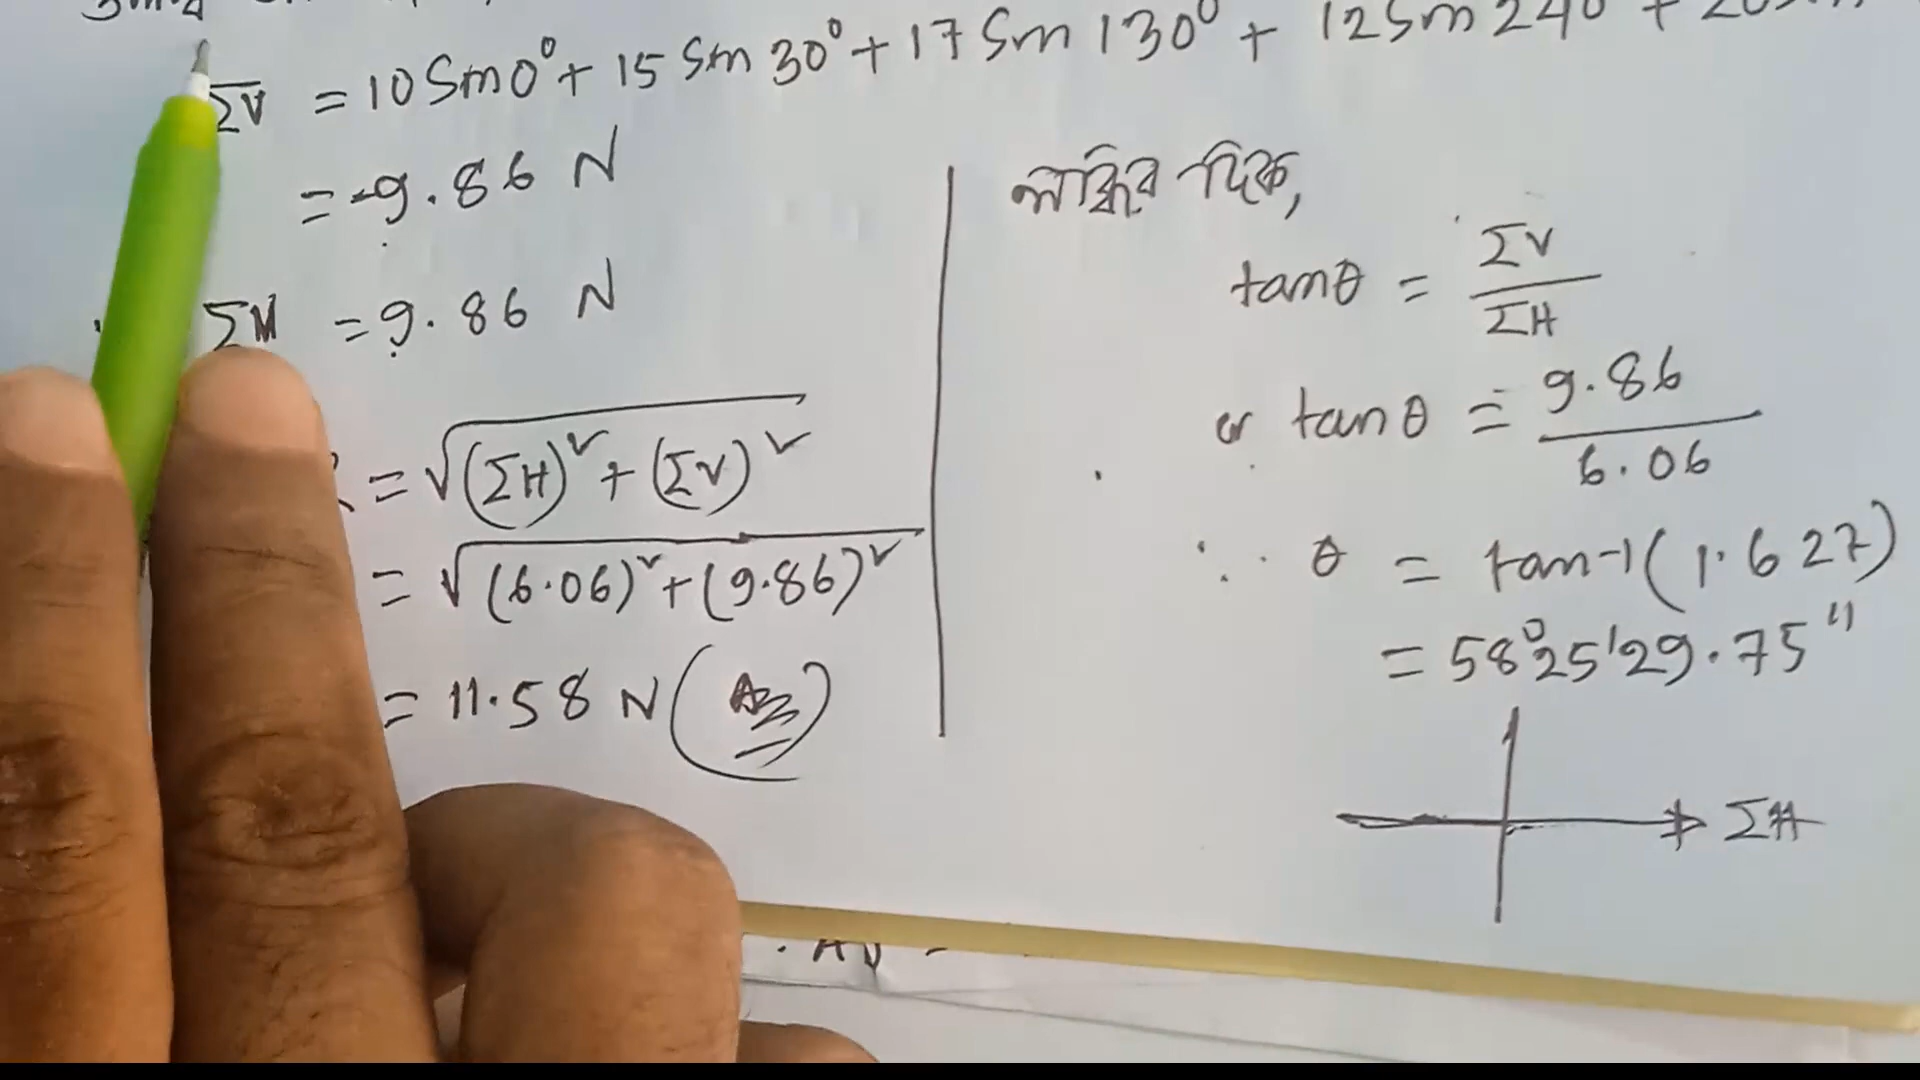 ΣV = 10 Sin0° + 15 Sin 30° + 17 Sin 130° + 12 Sin 240 +
= -9.86 N
ΣV = 9.86 N
= √(ΣH)² + (ΣV)²
= √(6.06)² + (9.86)²
= 11.58 N (Ans)
লব্ধির দিক,
tanθ = ΣV / ΣH
or tanθ = 9.86 / 6.06
∴ θ = tan-1(1.627)
= 58°25'29.75"
ΣH